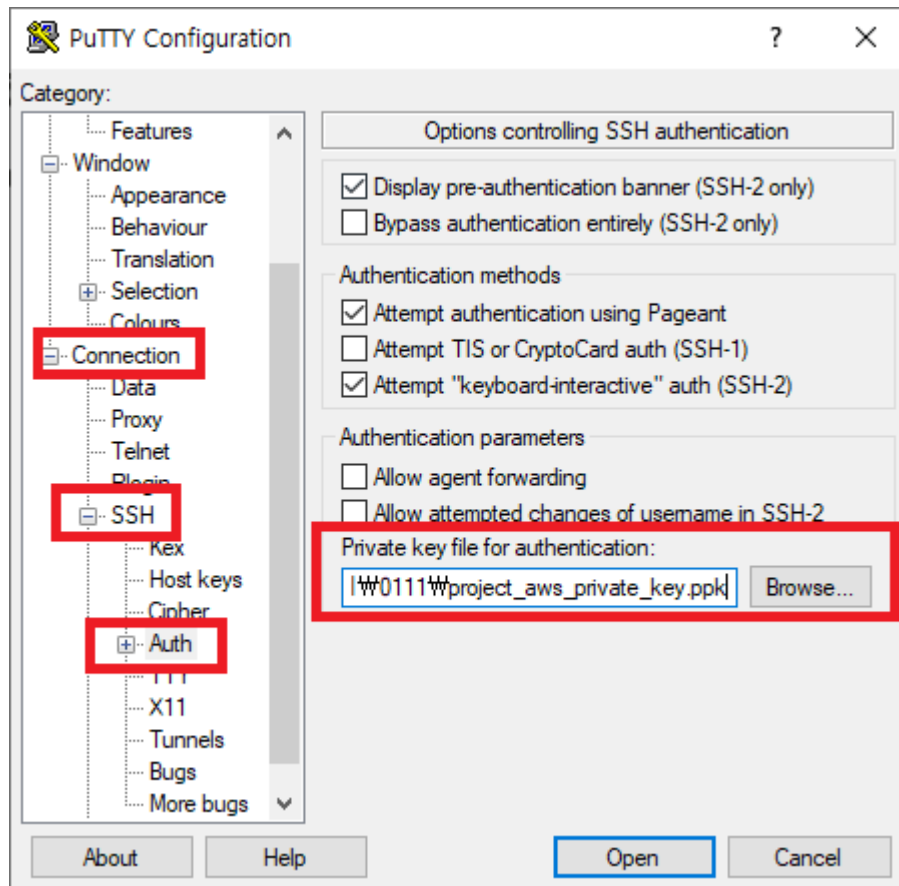 PuTTY Configuration
?
Category:
Features
Window
Appearance
Behaviour
Translation
Selection
Colours
Connection
Data
Proxy
Telnet
Rlogin
SSH
Kex
Host keys
Cipher
Auth
TTY
X11
Tunnels
Bugs
More bugs
Options controlling SSH authentication
Display pre-authentication banner (SSH-2 only)
Bypass authentication entirely (SSH-2 only)
Authentication methods
Attempt authentication using Pageant
Attempt TIS or CryptoCard auth (SSH-1)
Attempt "keyboard-interactive" auth (SSH-2)
Authentication parameters
Allow agent forwarding
Allow attempted changes of username in SSH-2
Private key file for authentication:
l₩0111₩project_aws_private_key.ppk
Browse...
About
Help
Open
Cancel